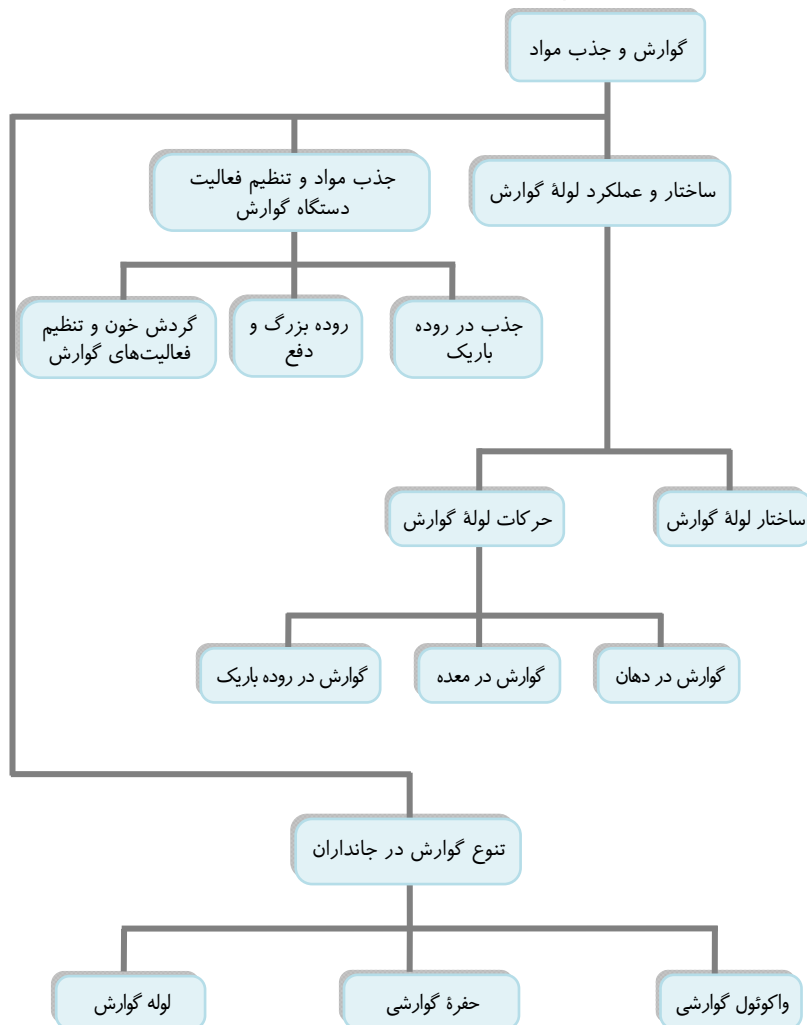 گوارش و جذب مواد
ساختار و عملکرد لولهٔ گوارش
جذب مواد و تنظیم فعالیت
دستگاه گوارش
جذب در روده
باریک
روده بزرگ و
دفع
گردش خون و تنظیم
فعالیت‌های گوارش
ساختار لولهٔ گوارش
حرکات لولهٔ گوارش
گوارش در دهان
گوارش در معده
گوارش در روده باریک
تنوع گوارش در جانداران
واکوئول گوارشی
حفرهٔ گوارشی
لوله گوارش